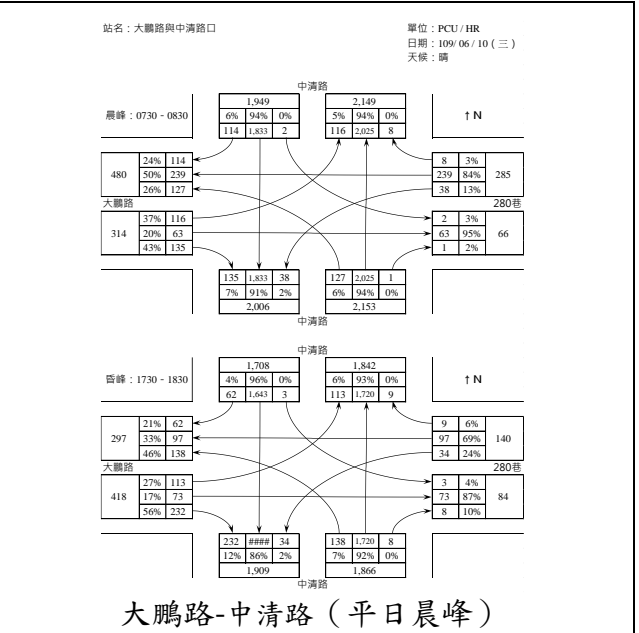 站名：大鵬路與中清路口
單位：PCU / HR
日期：109/ 06 / 10 ( 三 )
天候：晴
中清路
1,949 2,149
晨峰：0730 - 0830 6% 94% 0% 5% 94% 0% ↑ N
114 1,833 2 116 2,025 8
24% 114 8 3%
480 50% 239 239 84% 285
26% 127 38 13%
大鵬路 280巷
37% 116 2 3%
314 20% 63 63 95% 66
43% 135 1 2%
135 1,833 38 127 2,025 1
7% 91% 2% 6% 94% 0%
2,006 2,153
中清路
中清路
1,708 1,842
昏峰：1730 - 1830 4% 96% 0% 6% 93% 0% ↑ N
62 1,643 3 113 1,720 9
21% 62 9 6%
297 33% 97 97 69% 140
46% 138 34 24%
大鵬路 280巷
27% 113 3 4%
418 17% 73 73 87% 84
56% 232 8 10%
232 #### 34 138 1,720 8
12% 86% 2% 7% 92% 0%
1,909 1,866
中清路
大鵬路-中清路（平日晨峰）